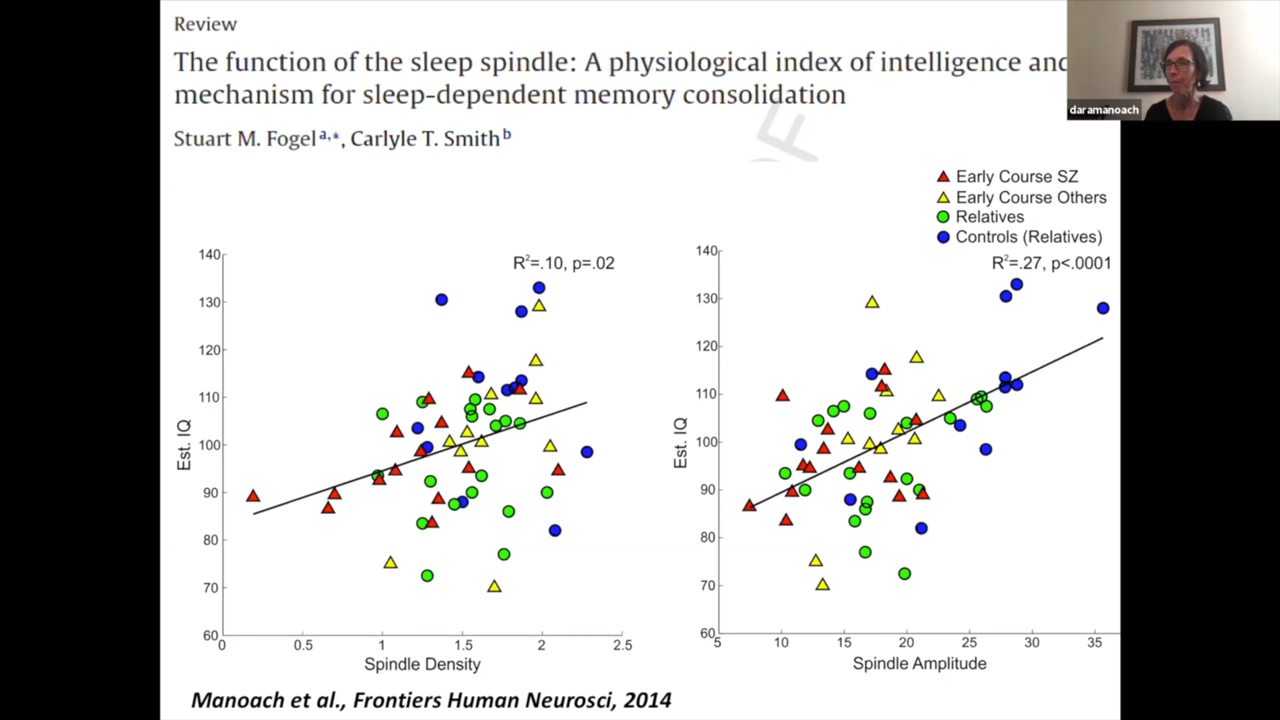 Review
The function of the sleep spindle: A physiological index of intelligence and
mechanism for sleep-dependent memory consolidation
Stuart M. Fogel a,*, Carlyle T. Smith b
daramanoach
F
Early Course SZ
Early Course Others
Relatives
Controls (Relatives)
R²=.10, p=.02
R²=.27, p<.0001
140
130
120
110
100
90
80
70
60
Est. IQ
0
0.5
1
1.5
2
2.5
Spindle Density
140
130
120
110
100
90
80
70
60
Est. IQ
5
10
15
20
25
30
35
Spindle Amplitude
Manoach et al., Frontiers Human Neurosci, 2014